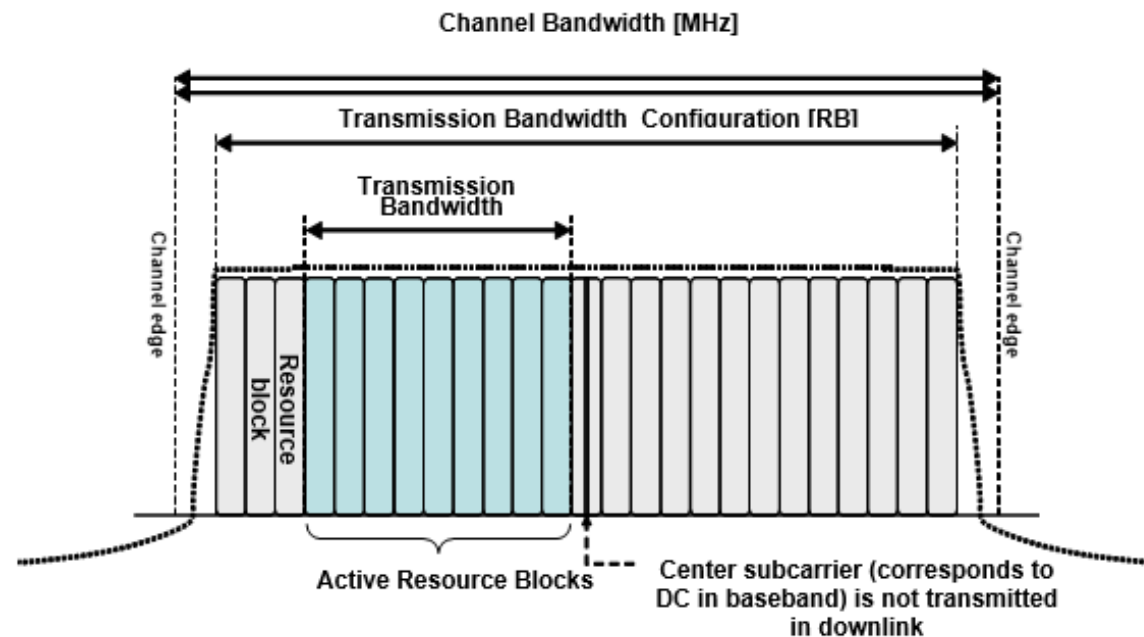 Channel Bandwidth [MHz]
Transmission Bandwidth Configuration [RB]
Transmission
Bandwidth
Channel edge
Channel edge
Resource
block
Active Resource Blocks
Center subcarrier (corresponds to
DC in baseband) is not transmitted
in downlink